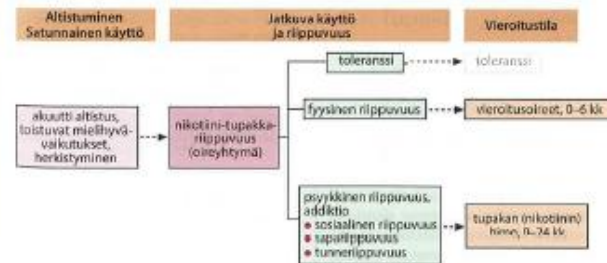 Altistuminen
Satunnainen käyttö
Jatkuva käyttö
ja riippuvuus
Vieroitustila
akuutti altistus,
toistuvat mielihyvä-
vaikutukset,
herkistyminen
nikotiini-tupakka-
riippuvuus
(oireyhtymä)
toleranssi
toleranssi
fyysinen riippuvuus
vieroitusoireet, 0–6 kk
psyykkinen riippuvuus,
addiktio
sosiaalinen riippuvuus
tapariippuvuus
tunneriippuvuus
tupakan (nikotiinin)
himo, 0–24 kk